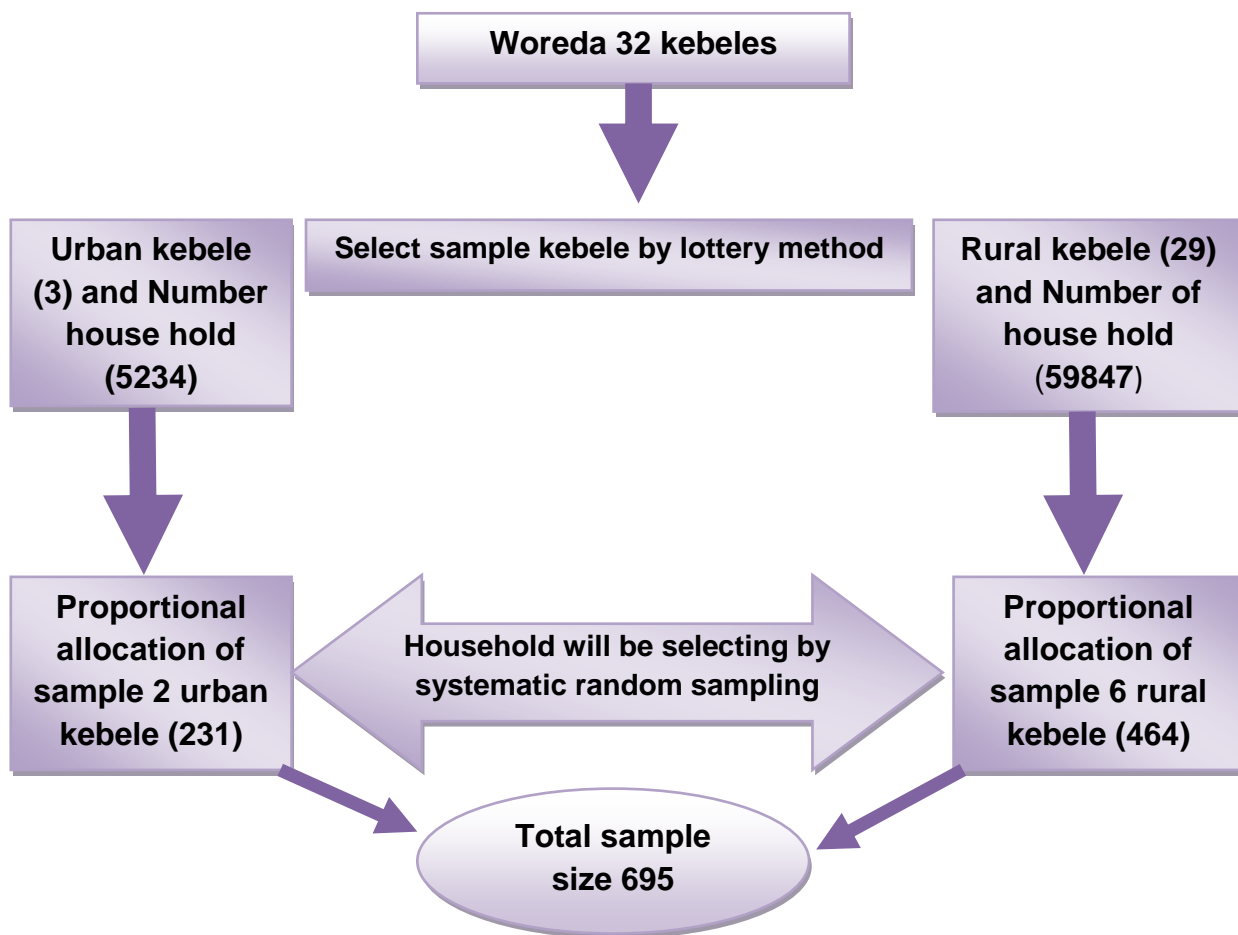 Woreda 32 kebeles
Urban kebele
(3) and Number
house hold
(5234)
Select sample kebele by lottery method
Rural kebele (29)
and Number of
house hold
(59847)
Proportional
allocation of
sample 2 urban
kebele (231)
Household will be selecting by
systematic random sampling
Proportional
allocation of
sample 6 rural
kebele (464)
Total sample
size 695